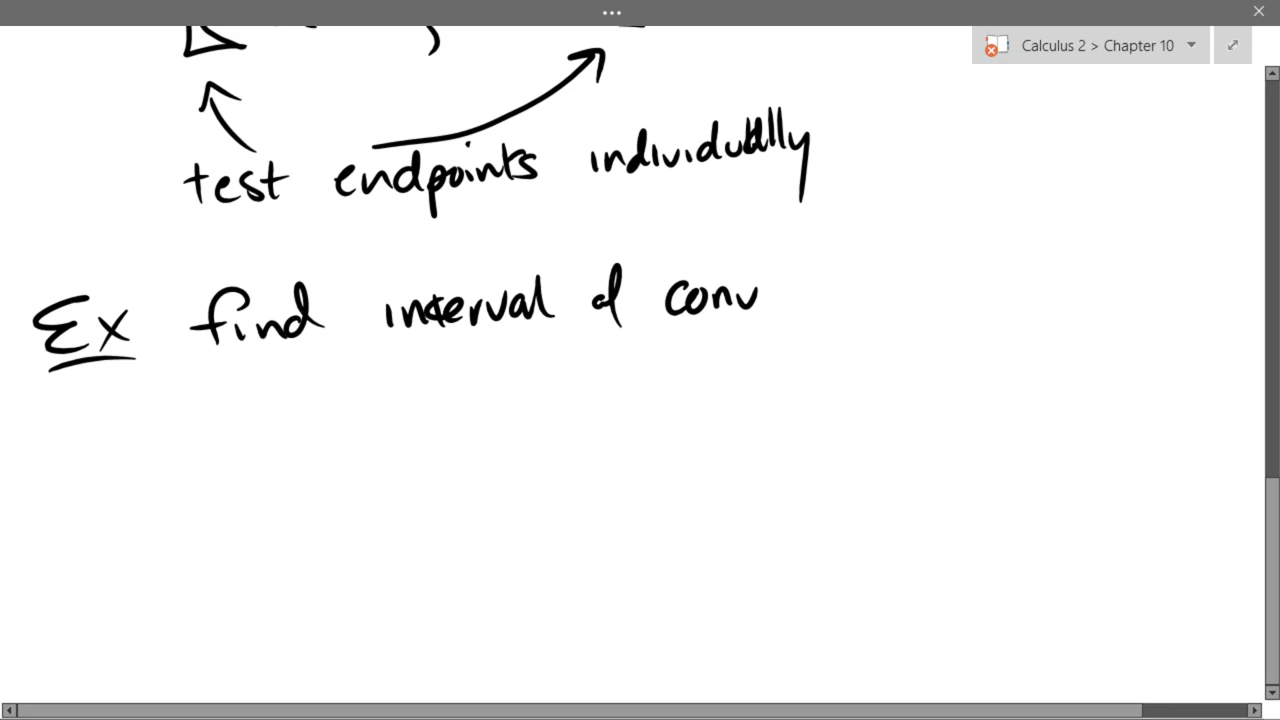 ...
Calculus 2 > Chapter 10
test endpoints individually
Ex find interval of conv